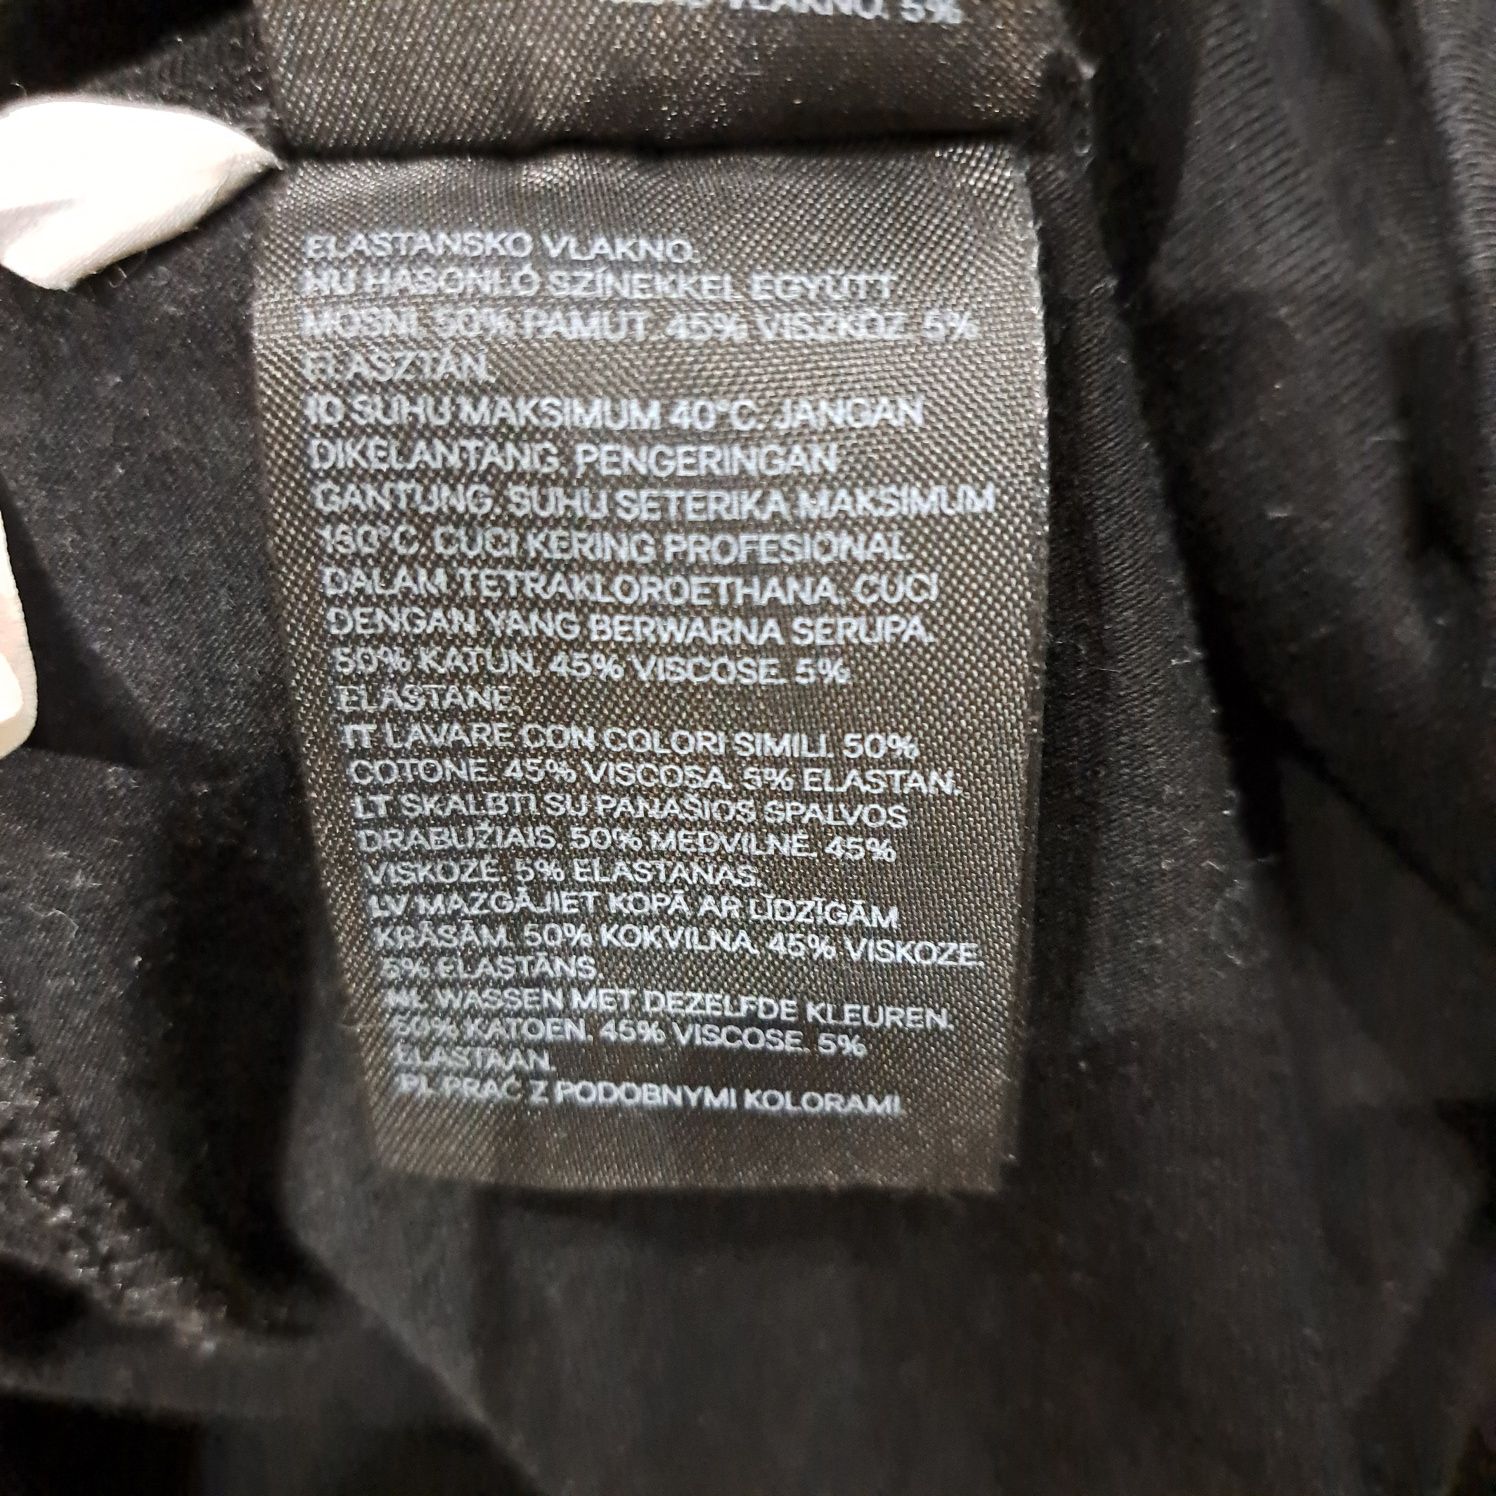 VLAKNO. 5%
ELASTANSKO VLAKNO.
HU HASONLÓ SZÍNEKKEL EGYÜTT
MOSNI. 50% PAMUT. 45% VISZKÓZ. 5%
ELASZTÁN.
ID SUHU MAKSIMUM 40°C. JANGAN
DIKELANTANG. PENGERINGAN
GANTUNG. SUHU SETERIKA MAKSIMUM
150°C. CUCI KERING PROFESIONAL
DALAM TETRAKLOROETHANA. CUCI
DENGAN YANG BERWARNA SERUPA.
50% KATUN. 45% VISCOSE. 5%
ELASTANE.
IT LAVARE CON COLORI SIMILI. 50%
COTONE. 45% VISCOSA. 5% ELASTAN.
LT SKALBTI SU PANAŠIOS SPALVOS
DRABUŽIAIS. 50% MEDVILNĖ. 45%
VISKOZĖ. 5% ELASTANAS.
LV MAZGĀJIET KOPĀ AR LĪDZĪGĀM
KRĀSĀM. 50% KOKVILNA. 45% VISKOZE.
5% ELASTĀNS.
NL WASSEN MET DEZELFDE KLEUREN.
50% KATOEN. 45% VISCOSE. 5%
ELASTAAN.
PL PRAĆ Z PODOBNYMI KOLORAMI.